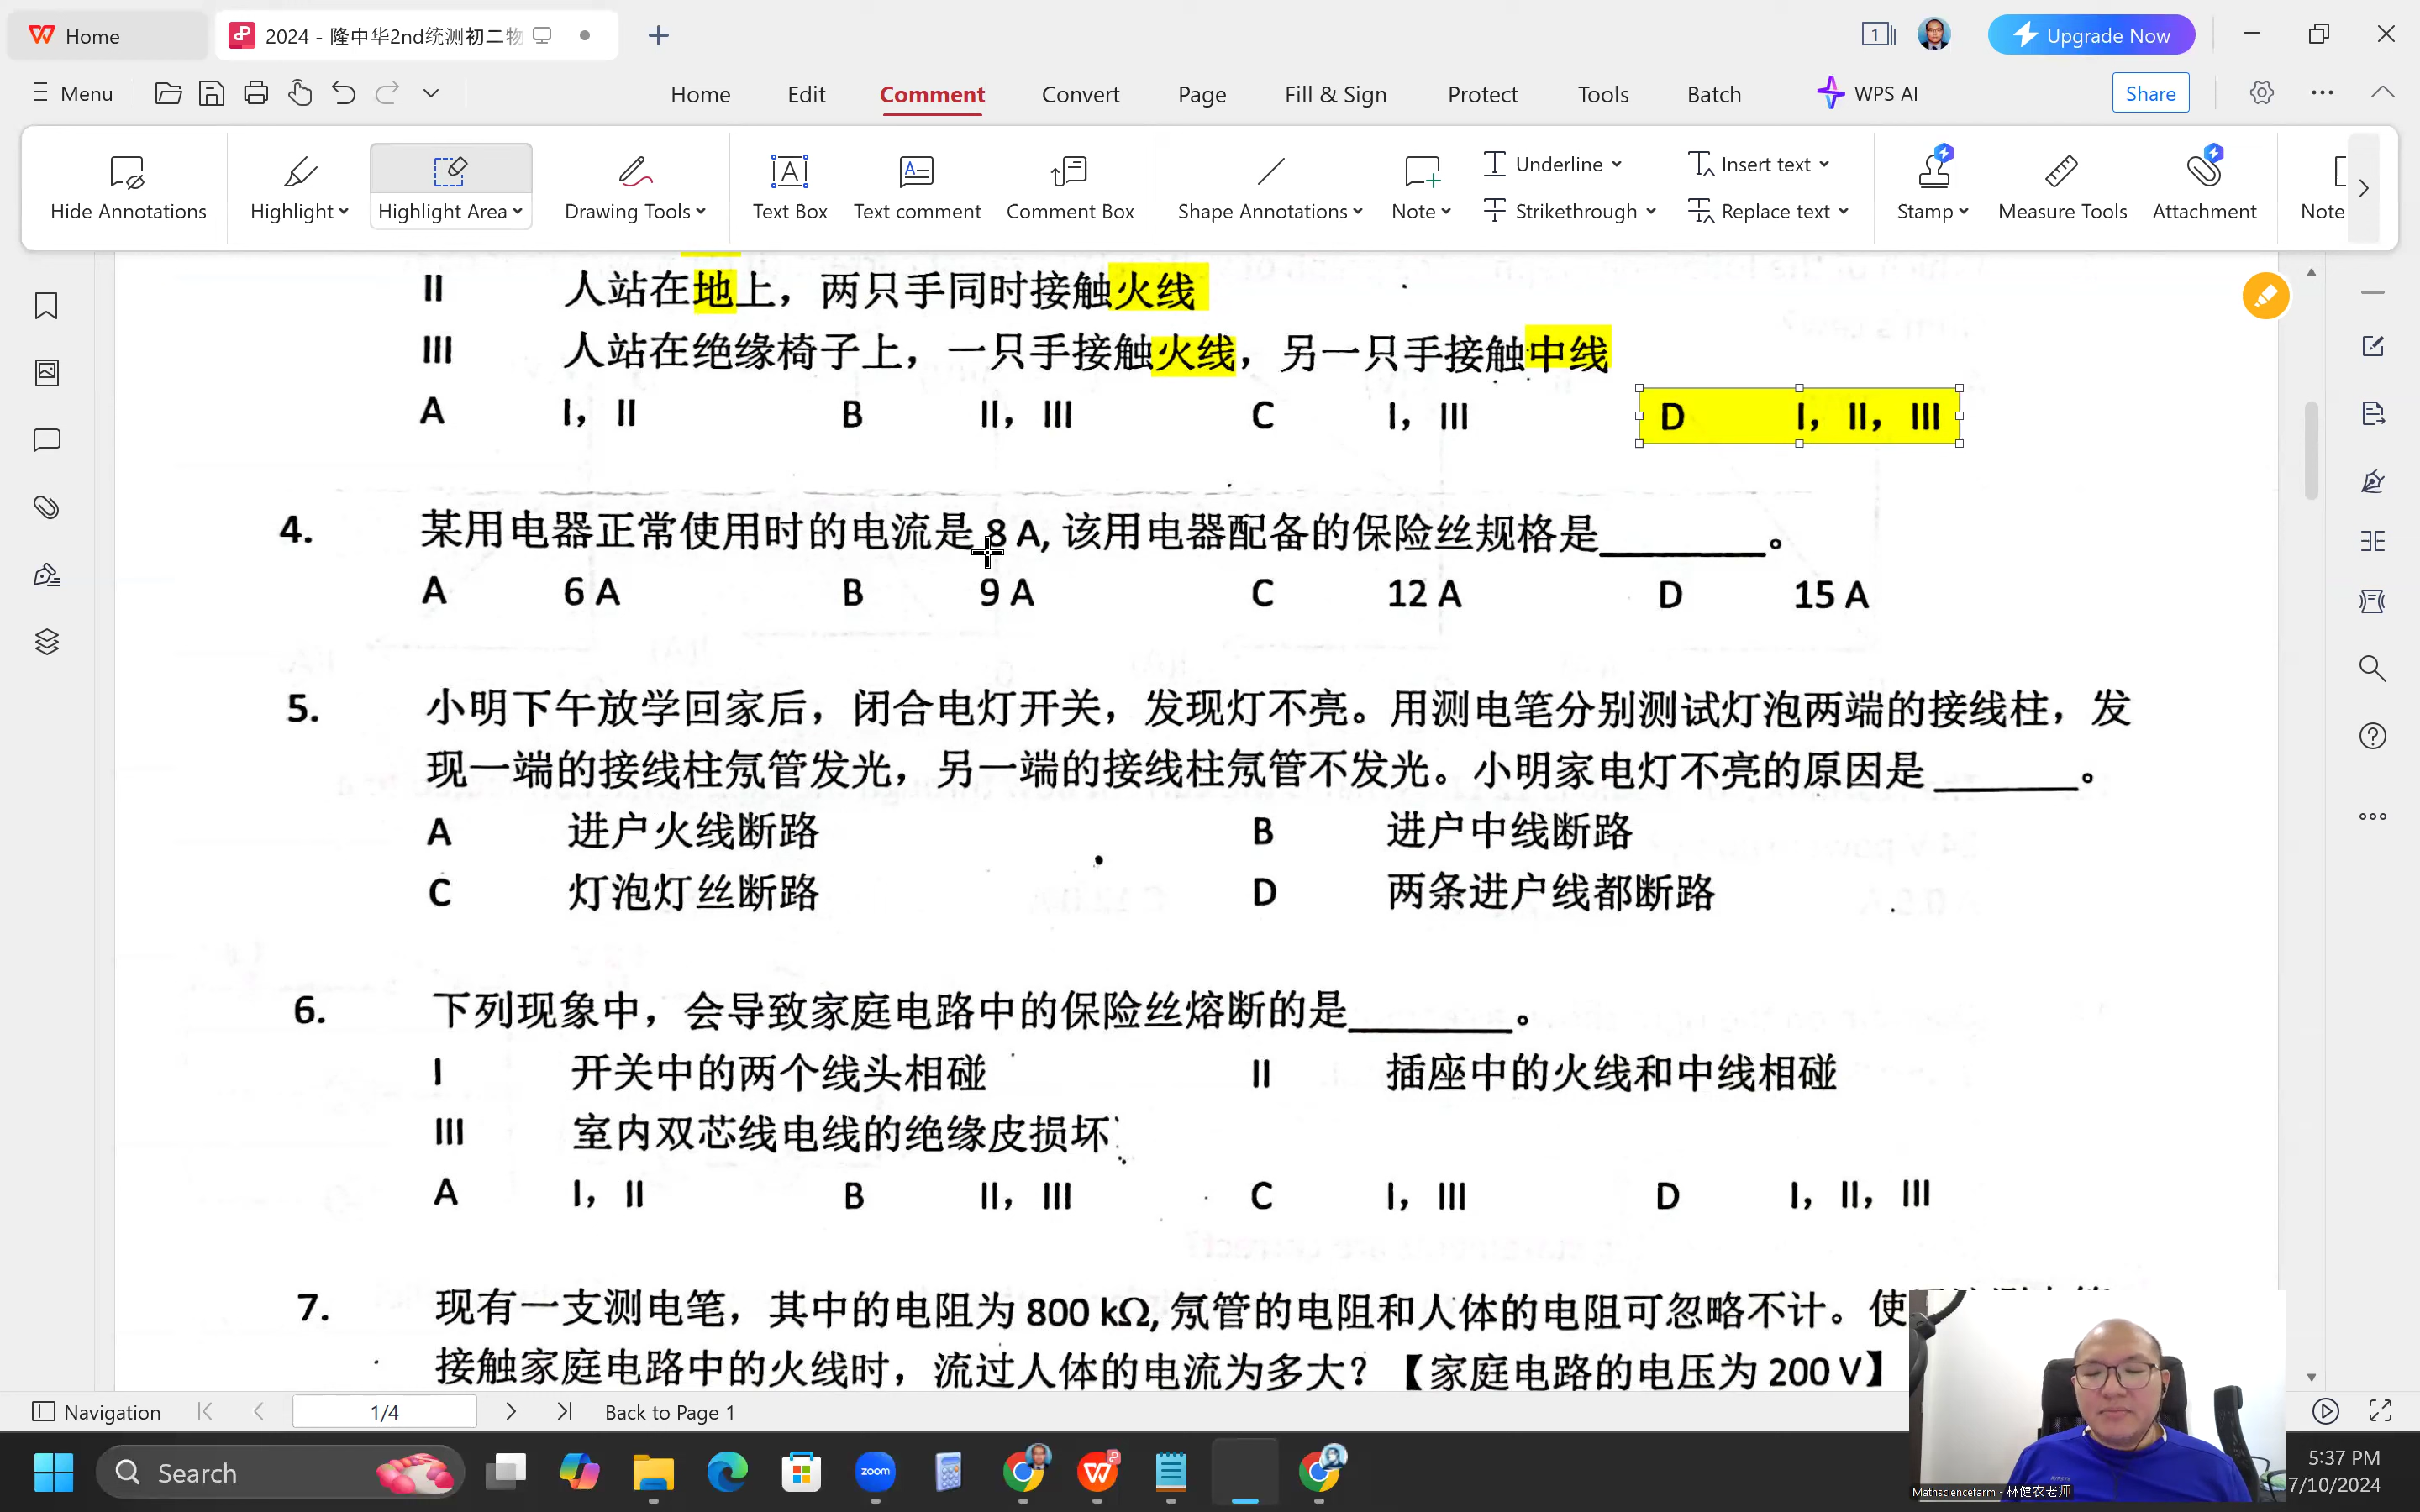 Home
2024 - 隆中华2nd统测初二物
Upgrade Now
Menu
Home Edit Comment Convert Page Fill & Sign Protect Tools Batch WPS AI
Share
Hide Annotations Highlight Highlight Area Drawing Tools Text Box Text comment Comment Box Shape Annotations Note Underline Strikethrough Insert text Replace text Stamp Measure Tools Attachment Note
II 人站在地上，两只手同时接触火线
III 人站在绝缘椅子上，一只手接触火线，另一只手接触中线
A I，II B II，III C I，III D I，II，III
4. 某用电器正常使用时的电流是 8 A, 该用电器配备的保险丝规格是________。
A 6 A B 9 A C 12 A D 15 A
5. 小明下午放学回家后，闭合电灯开关，发现灯不亮。用测电笔分别测试灯泡两端的接线柱，发
现一端的接线柱氖管发光，另一端的接线柱氖管不发光。小明家电灯不亮的原因是_______。
A 进户火线断路 B 进户中线断路
C 灯泡灯丝断路 D 两条进户线都断路
6. 下列现象中，会导致家庭电路中的保险丝熔断的是________。
I 开关中的两个线头相碰 II 插座中的火线和中线相碰
III 室内双芯线电线的绝缘皮损坏
A I，II B II，III C I，III D I，II，III
7. 现有一支测电笔，其中的电阻为 800 kΩ, 氖管的电阻和人体的电阻可忽略不计。使
接触家庭电路中的火线时，流过人体的电流为多大？【家庭电路的电压为 200 V】
Navigation 1/4 Back to Page 1
Search
zoom
5:37 PM
7/10/2024
Mathsciencefarm - 林健农老师